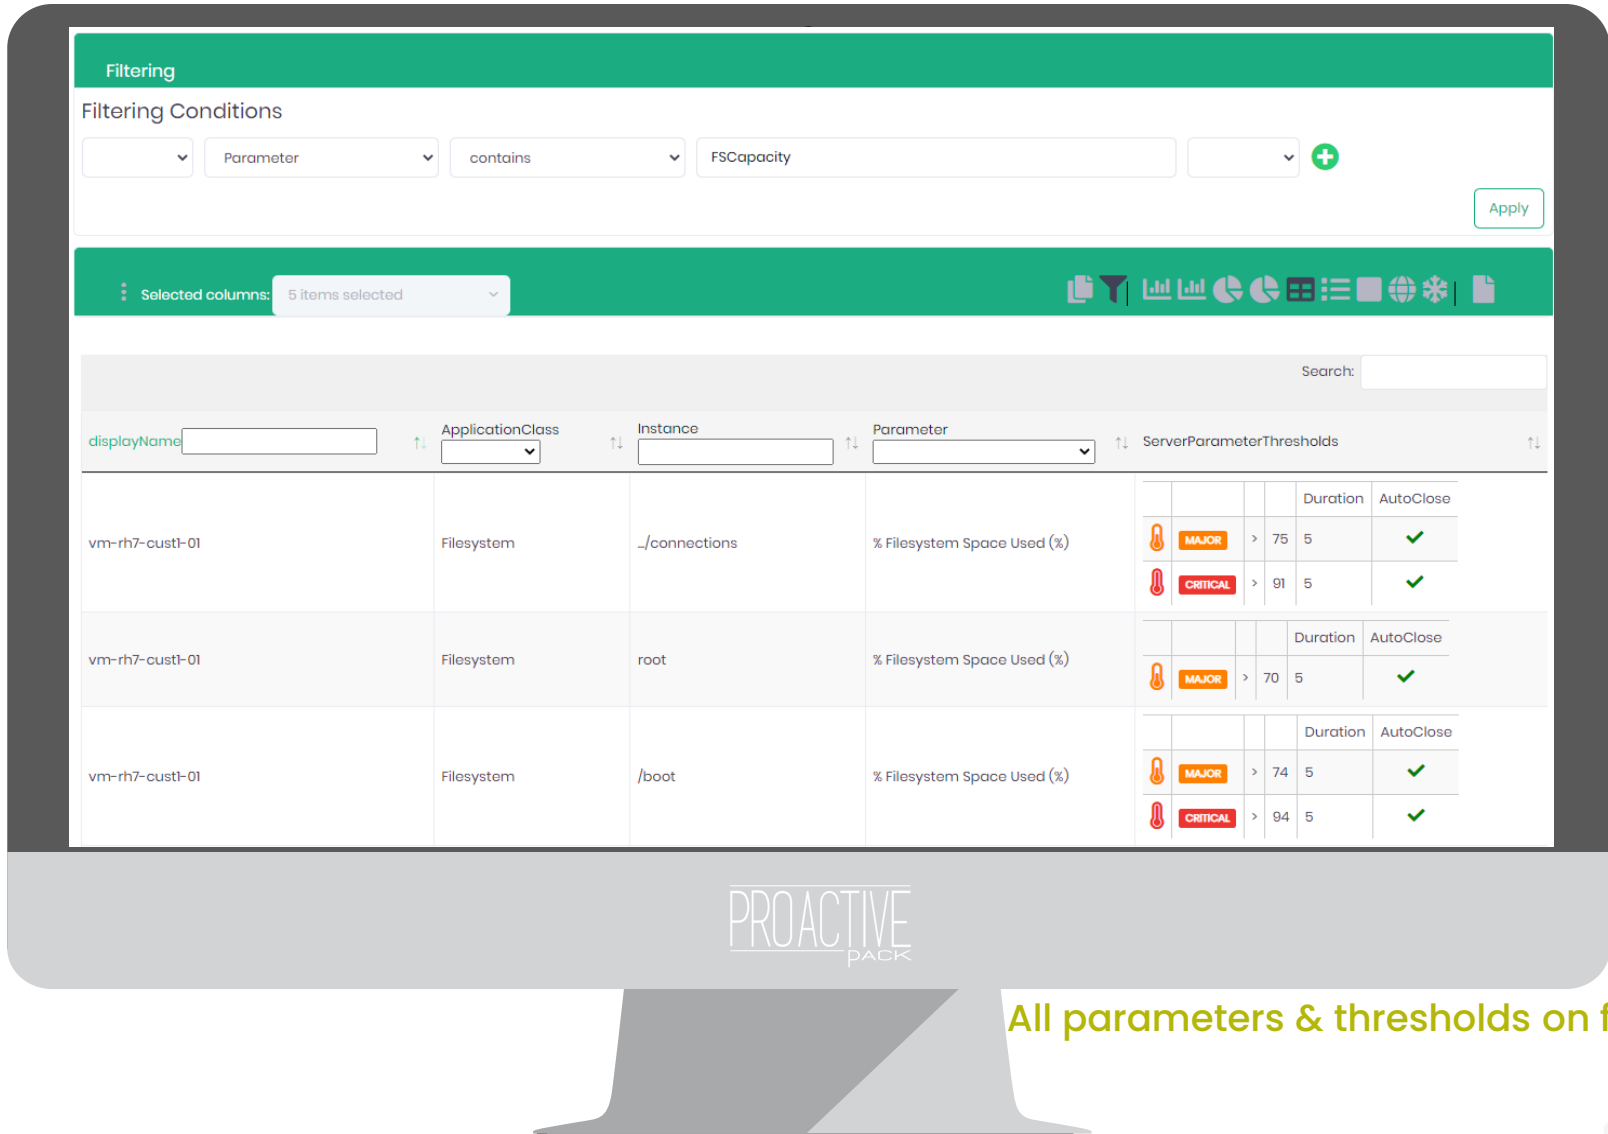 Filtering
Filtering Conditions
Parameter contains FSCapacity
Apply
Selected columns: 5 items selected
Search:
displayName ApplicationClass Instance Parameter ServerParameterThresholds
Duration AutoClose
vm-rh7-cust1-01 Filesystem _/connections % Filesystem Space Used (%)
MAJOR > 75 5
CRITICAL > 91 5
Duration AutoClose
vm-rh7-cust1-01 Filesystem root % Filesystem Space Used (%)
MAJOR > 70 5
Duration AutoClose
vm-rh7-cust1-01 Filesystem /boot % Filesystem Space Used (%)
MAJOR > 74 5
CRITICAL > 94 5
PROACTIVE
PACK
All parameters & thresholds on f